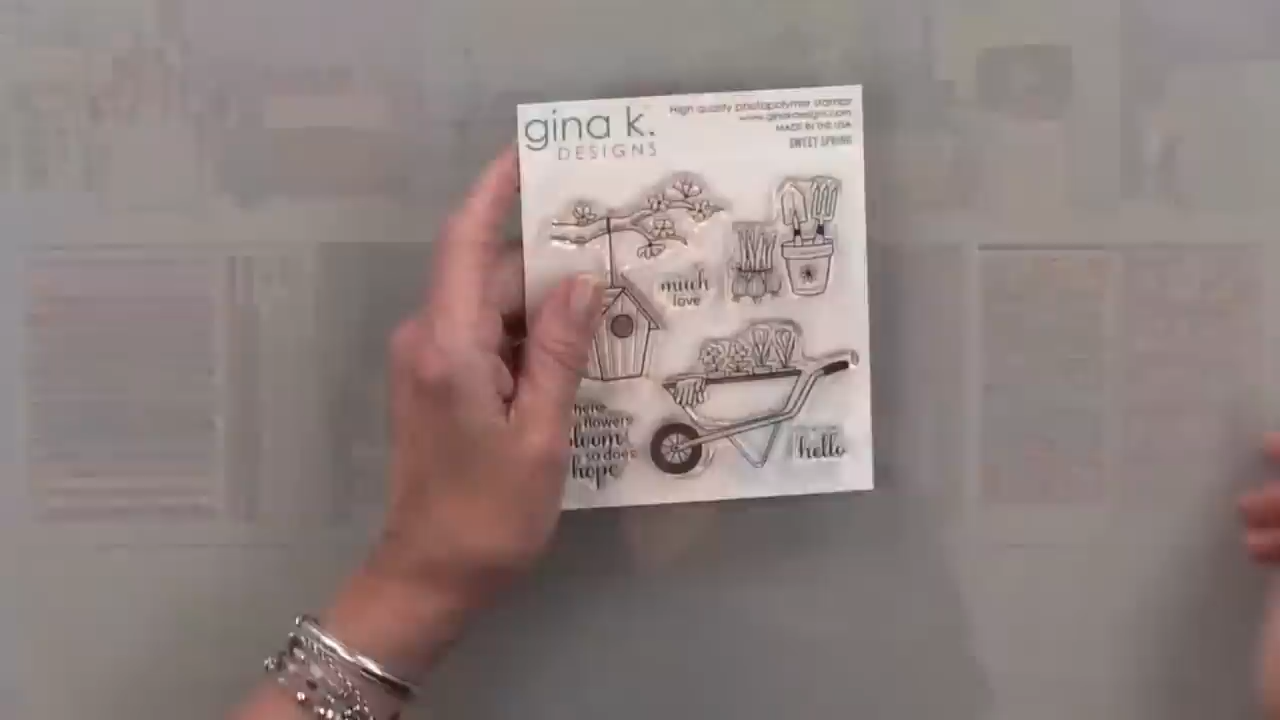 gina k.
DESIGNS
High quality photopolymer stamps
www.ginakdesigns.com
MADE IN THE USA
SWEET SPRING
much
love
flowers
bloom
so does
hope
hello